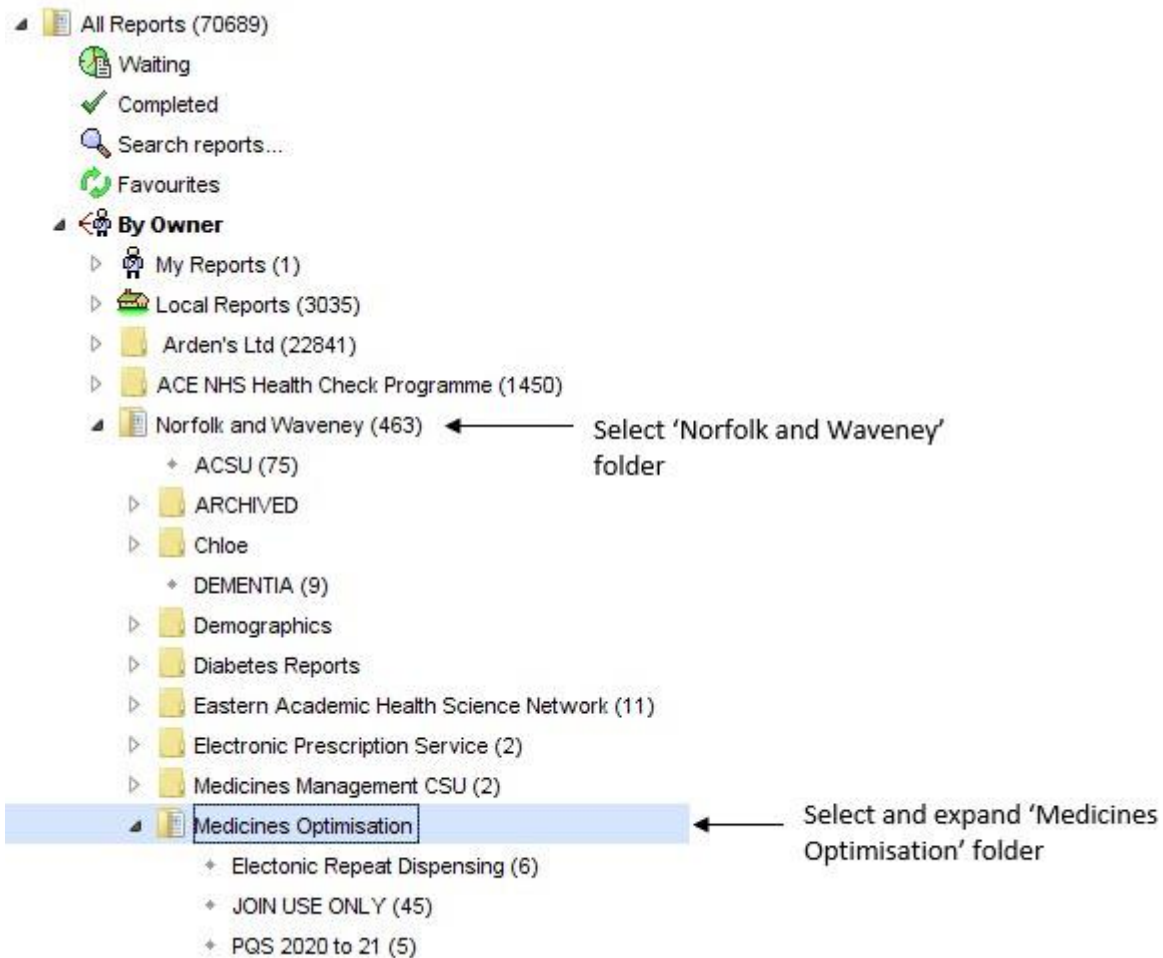 All Reports (70689)
Waiting
Completed
Search reports...
Favourites
By Owner
My Reports (1)
Local Reports (3035)
Arden's Ltd (22841)
ACE NHS Health Check Programme (1450)
Norfolk and Waveney (463)
Select ‘Norfolk and Waveney’
folder
ACSU (75)
ARCHIVED
Chloe
DEMENTIA (9)
Demographics
Diabetes Reports
Eastern Academic Health Science Network (11)
Electronic Prescription Service (2)
Medicines Management CSU (2)
Medicines Optimisation
Select and expand ‘Medicines
Optimisation’ folder
Electonic Repeat Dispensing (6)
JOIN USE ONLY (45)
PQS 2020 to 21 (5)